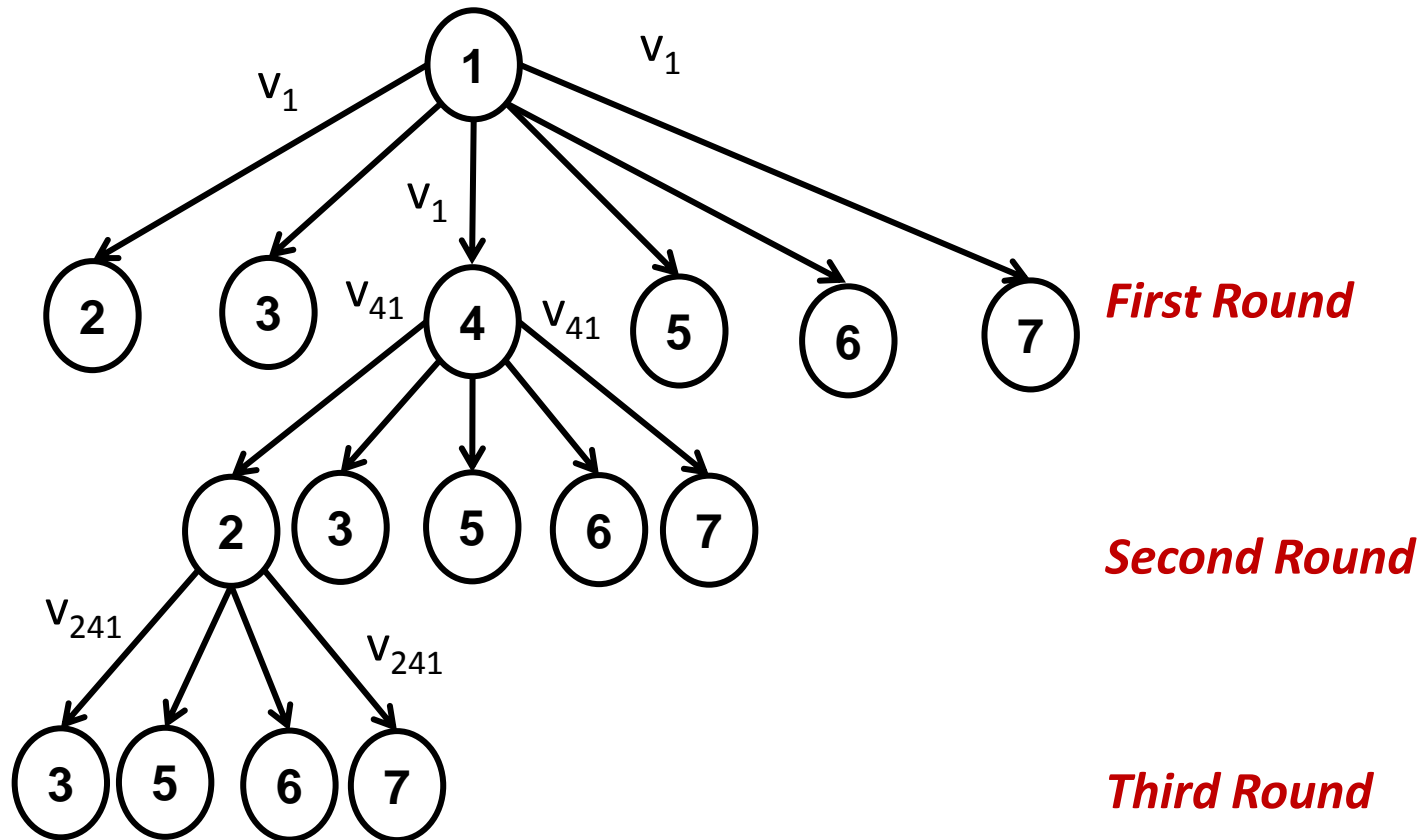 1
v₁ v₁
v₁
2 3 v₄₁ 4 v₄₁ 5 6 7 First Round
2 3 5 6 7 Second Round
v₂₄₁ v₂₄₁
3 5 6 7 Third Round